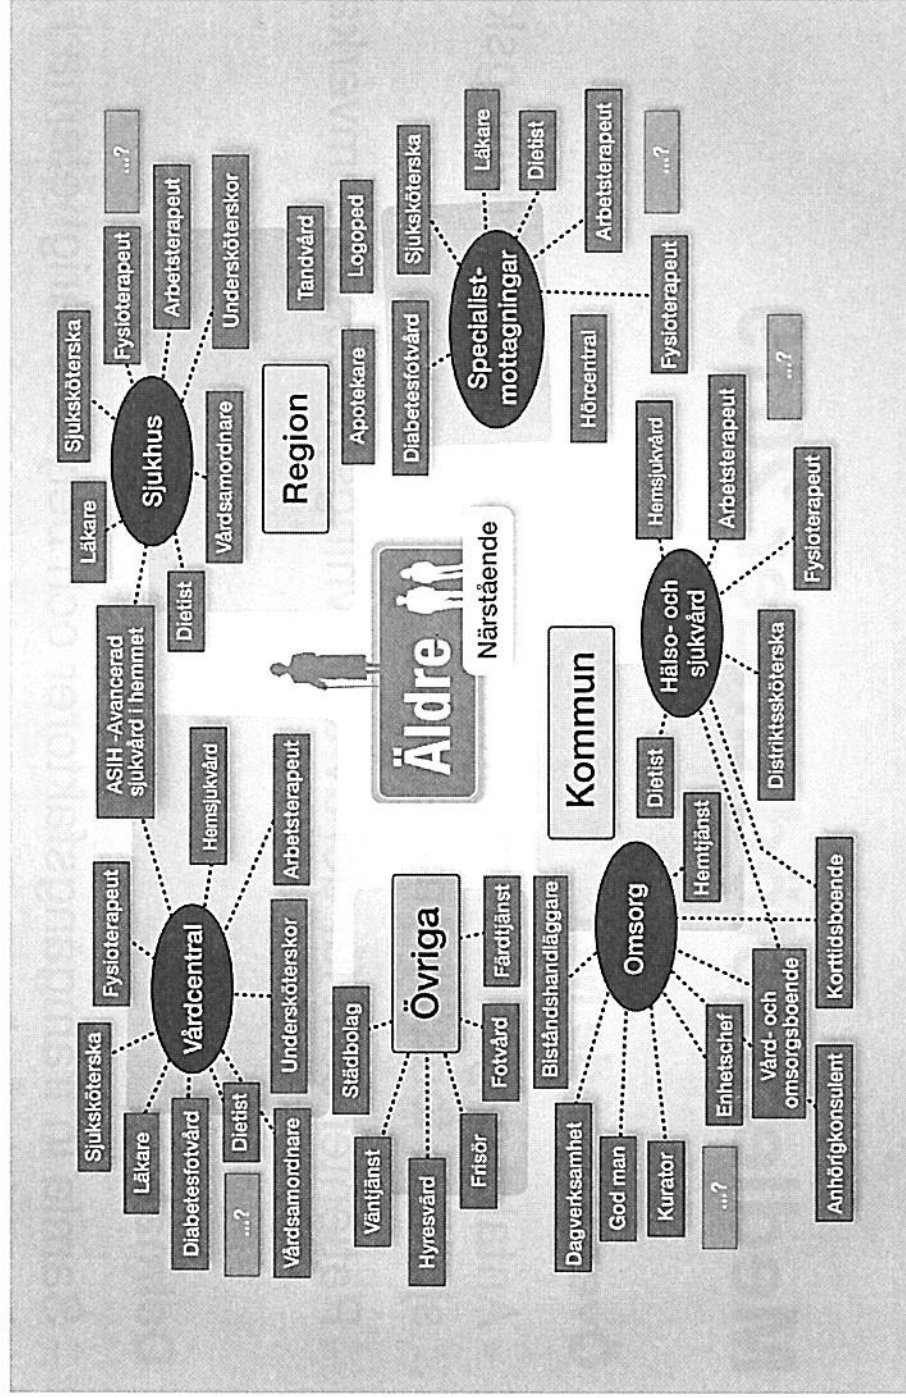 Sjuksköterska
Fysioterapeut
Läkare
Diabetesfotvård
Dietist
...?
Vårdsamordnare
Vårdcentral
Undersköterskor
Hemsjukvård
Arbetsterapeut
ASIH -Avancerad
sjukvård i hemmet
Läkare
Sjuksköterska
Fysioterapeut
...?
Sjukhus
Arbetsterapeut
Dietist
Vårdsamordnare
Undersköterskor
Region
Tandvård
Apotekare
Logoped
Städbolag
Väntjänst
Övriga
Hyresvård
Frisör
Fotvård
Färdtjänst
Äldre
Närstående
Diabetesfotvård
Sjuksköterska
Läkare
Specialist-
mottagningar
Dietist
Hörcentral
Arbetsterapeut
Fysioterapeut
...?
Kommun
Biståndshandläggare
Dagverksamhet
God man
Omsorg
Kurator
Hemtjänst
...?
Enhetschef
Vård- och
omsorgsboende
Anhörigkonsulent
Korttidsboende
Dietist
Hemsjukvård
Hälso- och
sjukvård
Arbetsterapeut
...?
Distriktssköterska
Fysioterapeut